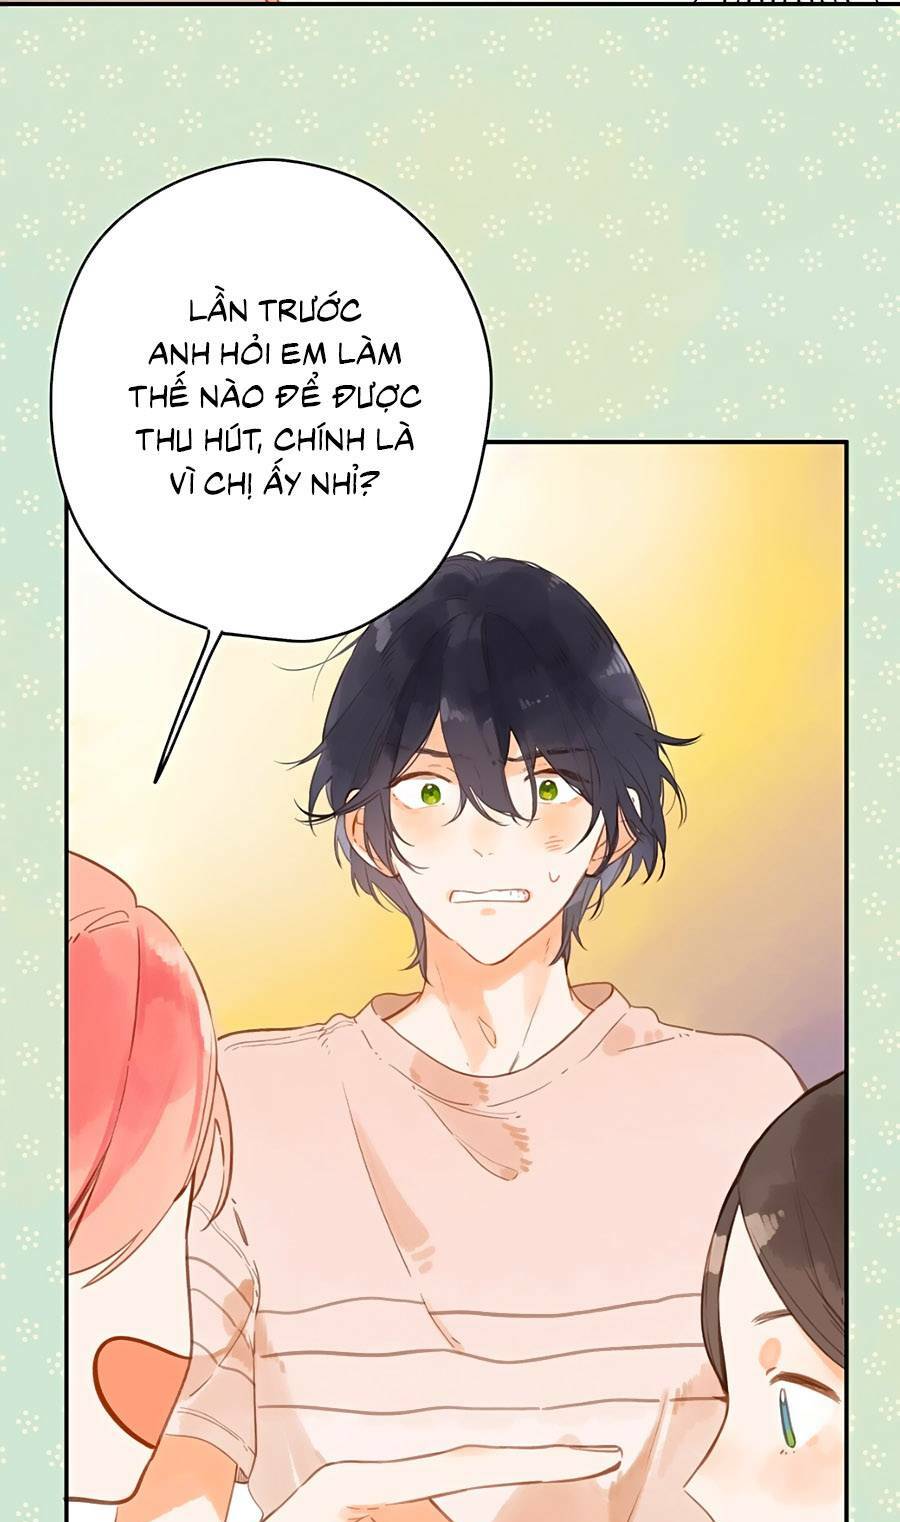 LẦN TRƯỚC
ANH HỎI EM LÀM
THẾ NÀO ĐỂ ĐƯỢC
THU HÚT, CHÍNH LÀ
VÌ CHỊ ẤY NHỈ?